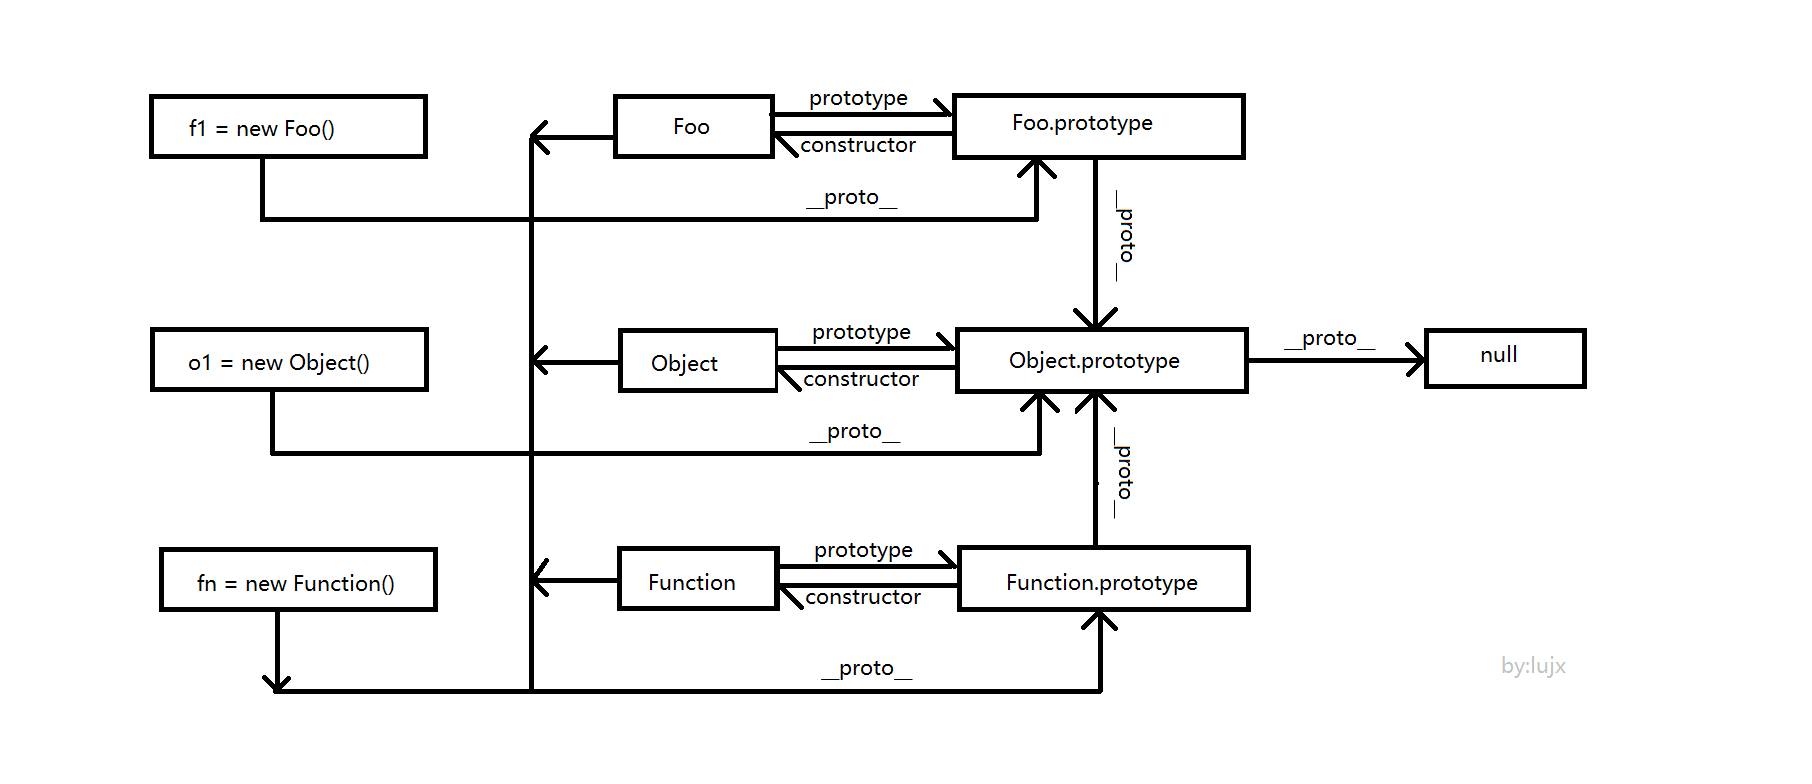 f1 = new Foo()
Foo
prototype
constructor
Foo.prototype
__proto__
__proto__
o1 = new Object()
Object
prototype
constructor
Object.prototype
__proto__
null
__proto__
__proto__
fn = new Function()
Function
prototype
constructor
Function.prototype
__proto__
by:lujx